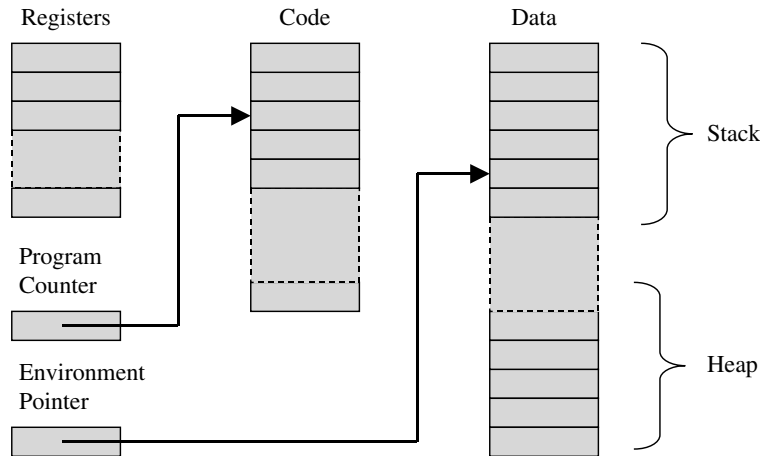 Registers
Code
Data
Stack
Program
Counter
Environment
Pointer
Heap